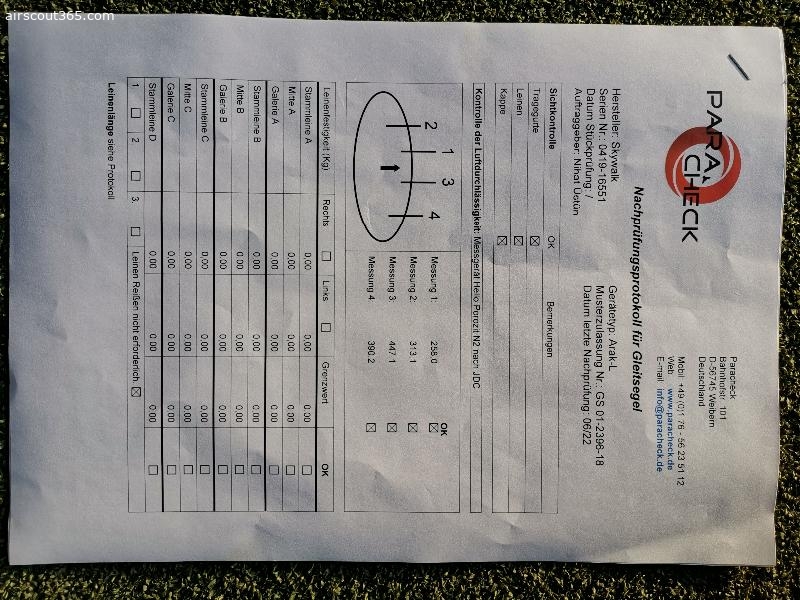 airscout365.com
PARA CHECK
Paracheck
Bahnhofstr. 101
D-56745 Weibern
Deutschland
Mobil: +49 (0)1 76 - 56 23 51 12
Web: www.paracheck.de
E-mail: info@paracheck.de
Nachprüfungsprotokoll für Gleitsegel
Hersteller: Skywalk Gerätetyp: Arak-L
Serien Nr.: 0419-16551 Musterzulassung Nr.: GS 01-2396-18
Datum Stückprüfung: / Datum letzte Nachprüfung: 06/22
Auftraggeber: Nihat Üstün
Sichtkontrolle OK Bemerkungen
Tragegurte ☒
Leinen ☒
Kappe ☒
Kontrolle der Luftdurchlässigkeit: Messgerät Helio Porozit N2 nach JDC
OK
2 1 3 4
Messung 1: 258.0 ☒
Messung 2: 313.1 ☒
Messung 3: 447.1 ☒
Messung 4: 390.2 ☒
Leinenfestigkeit (Kg) Rechts ☐ Links ☐ Grenzwert OK
Stammleine A 0.00 0.00 0.00 ☐
Mitte A 0.00 0.00 0.00 ☐
Galerie A 0.00 0.00 0.00 ☐
Stammleine B 0.00 0.00 0.00 ☐
Mitte B 0.00 0.00 0.00 ☐
Galerie B 0.00 0.00 0.00 ☐
Stammleine C 0.00 0.00 0.00 ☐
Mitte C 0.00 0.00 0.00 ☐
Galerie C 0.00 0.00 0.00 ☐
Stammleine D 0.00 0.00 0.00 ☐
1 ☐ 2. ☐ 3. ☐ Leinen Reißen nicht erforderlich. ☒
Leinenlänge siehe Protokoll